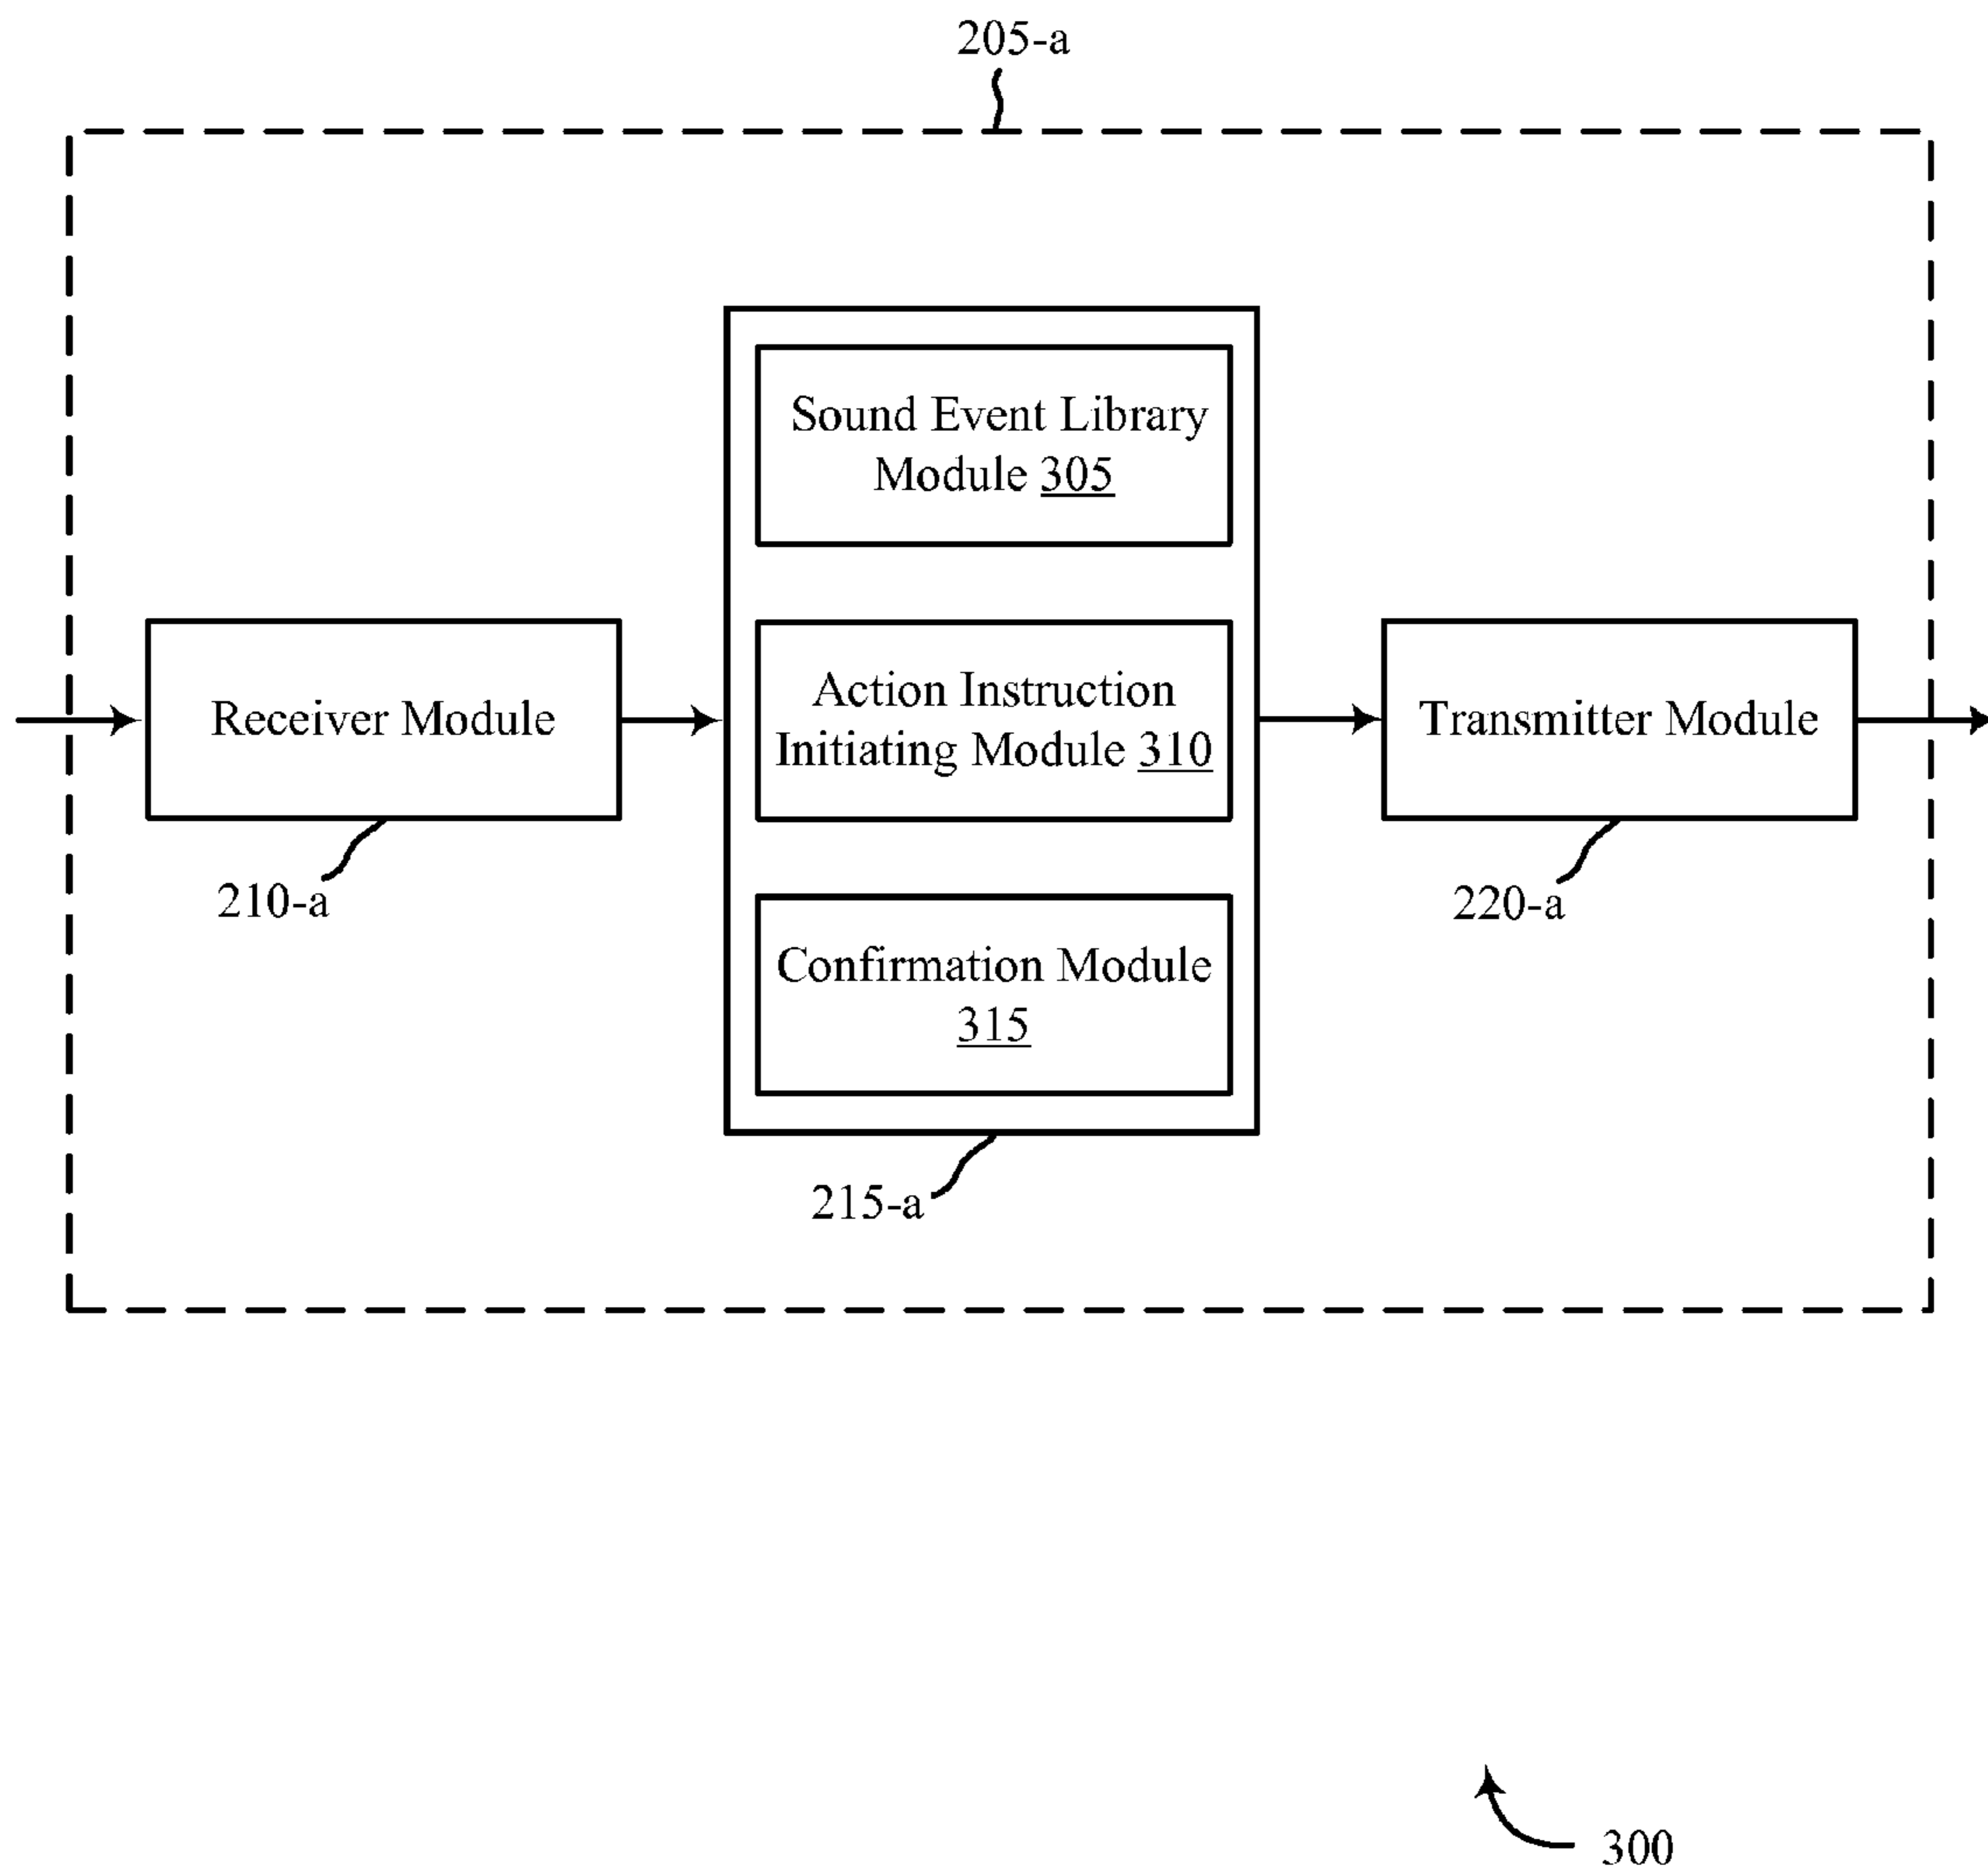 205-a
Sound Event Library
Module 305
Action Instruction
Initiating Module 310
Confirmation Module
315
Receiver Module
Transmitter Module
210-a
220-a
215-a
300